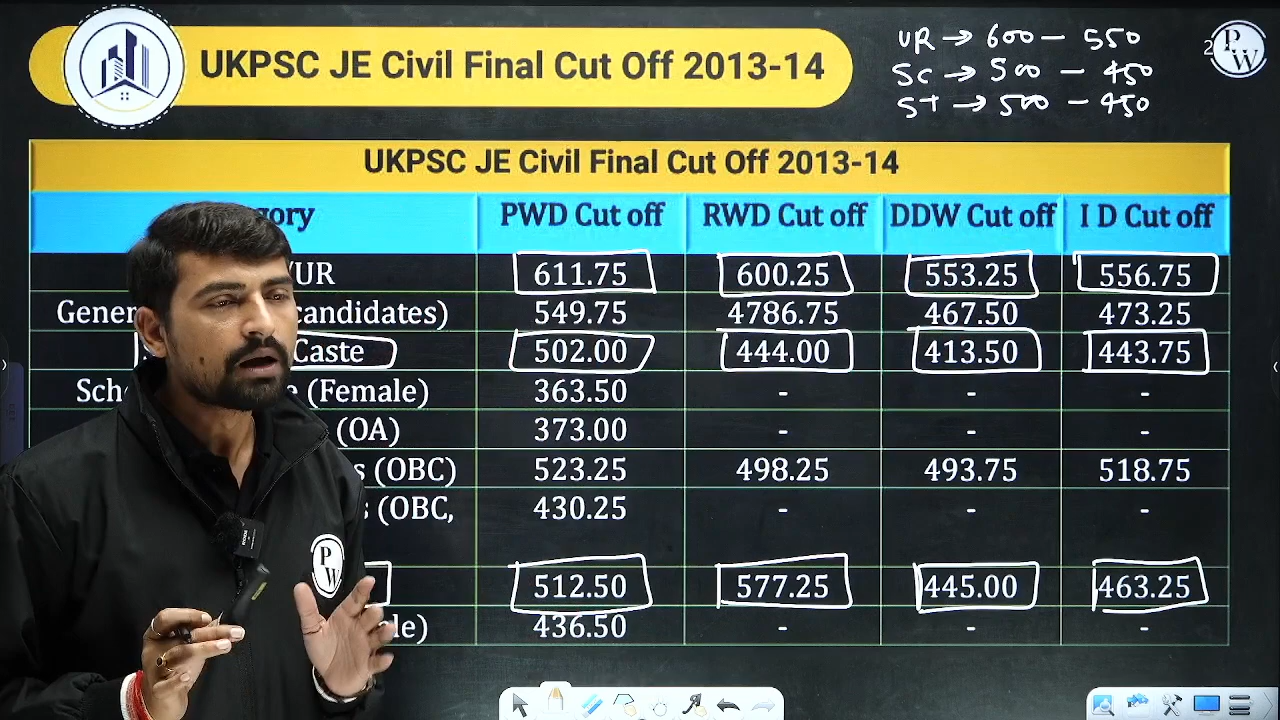 UKPSC JE Civil Final Cut Off 2013-14
UR → 600 - 550
SC → 500 - 450
ST → 500 - 450
2
PW
UKPSC JE Civil Final Cut Off 2013-14
PWD Cut off RWD Cut off DDW Cut off I D Cut off
/UR 611.75 600.25 553.25 556.75
candidates) 549.75 4786.75 467.50 473.25
Caste 502.00 444.00 413.50 443.75
(Female) 363.50 - - -
(OA) 373.00 - - -
(OBC) 523.25 498.25 493.75 518.75
(OBC, 430.25 - - -
512.50 577.25 445.00 463.25
436.50 - - -
PW